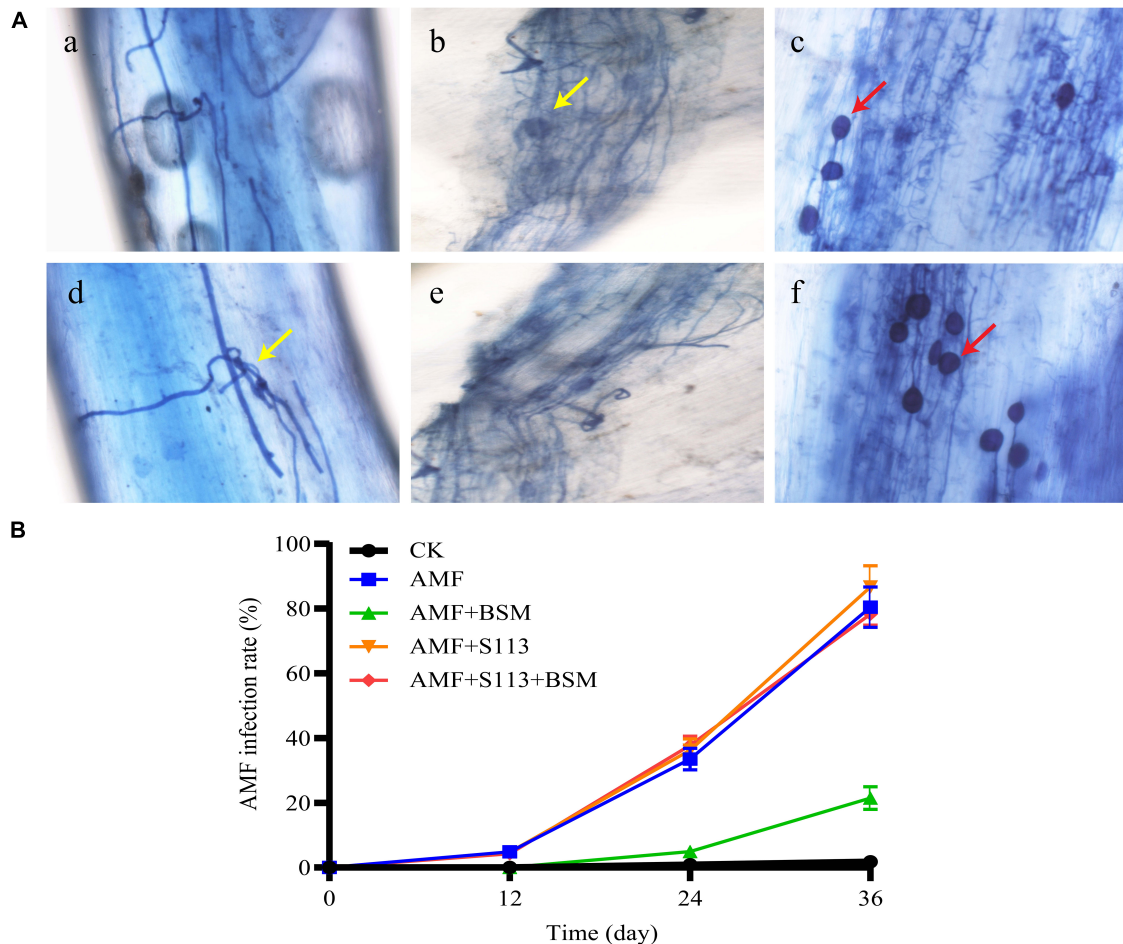 A
a
b
c
d
e
f
B
100
80
60
40
20
0
AMF infection rate (%)
CK
AMF
AMF+BSM
AMF+S113
AMF+S113+BSM
0 12 24 36
Time (day)